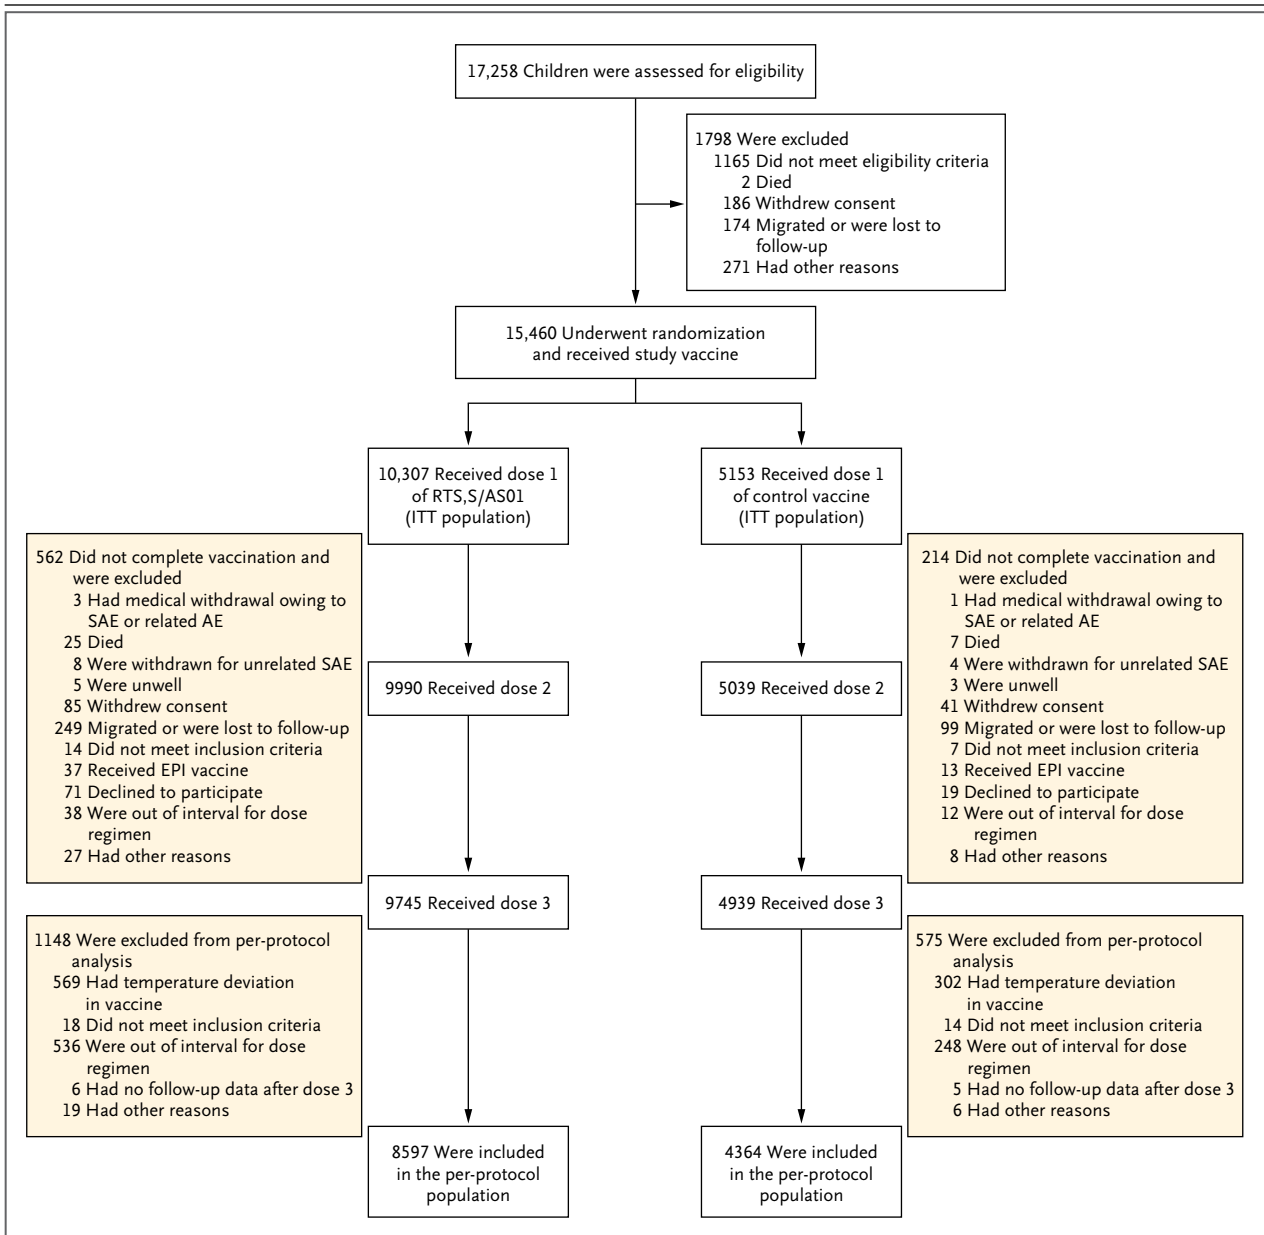 17,258 Children were assessed for eligibility
1798 Were excluded
1165 Did not meet eligibility criteria
2 Died
186 Withdrew consent
174 Migrated or were lost to
follow-up
271 Had other reasons
15,460 Underwent randomization
and received study vaccine
10,307 Received dose 1
of RTS,S/AS01
(ITT population)
5153 Received dose 1
of control vaccine
(ITT population)
562 Did not complete vaccination and
were excluded
3 Had medical withdrawal owing to
SAE or related AE
25 Died
8 Were withdrawn for unrelated SAE
5 Were unwell
85 Withdrew consent
249 Migrated or were lost to follow-up
14 Did not meet inclusion criteria
37 Received EPI vaccine
71 Declined to participate
38 Were out of interval for dose
regimen
27 Had other reasons
214 Did not complete vaccination and
were excluded
1 Had medical withdrawal owing to
SAE or related AE
7 Died
4 Were withdrawn for unrelated SAE
3 Were unwell
41 Withdrew consent
99 Migrated or were lost to follow-up
7 Did not meet inclusion criteria
13 Received EPI vaccine
19 Declined to participate
12 Were out of interval for dose
regimen
8 Had other reasons
9990 Received dose 2
5039 Received dose 2
9745 Received dose 3
4939 Received dose 3
1148 Were excluded from per-protocol
analysis
569 Had temperature deviation
in vaccine
18 Did not meet inclusion criteria
536 Were out of interval for dose
regimen
6 Had no follow-up data after dose 3
19 Had other reasons
575 Were excluded from per-protocol
analysis
302 Had temperature deviation
in vaccine
14 Did not meet inclusion criteria
248 Were out of interval for dose
regimen
5 Had no follow-up data after dose 3
6 Had other reasons
8597 Were included
in the per-protocol
population
4364 Were included
in the per-protocol
population